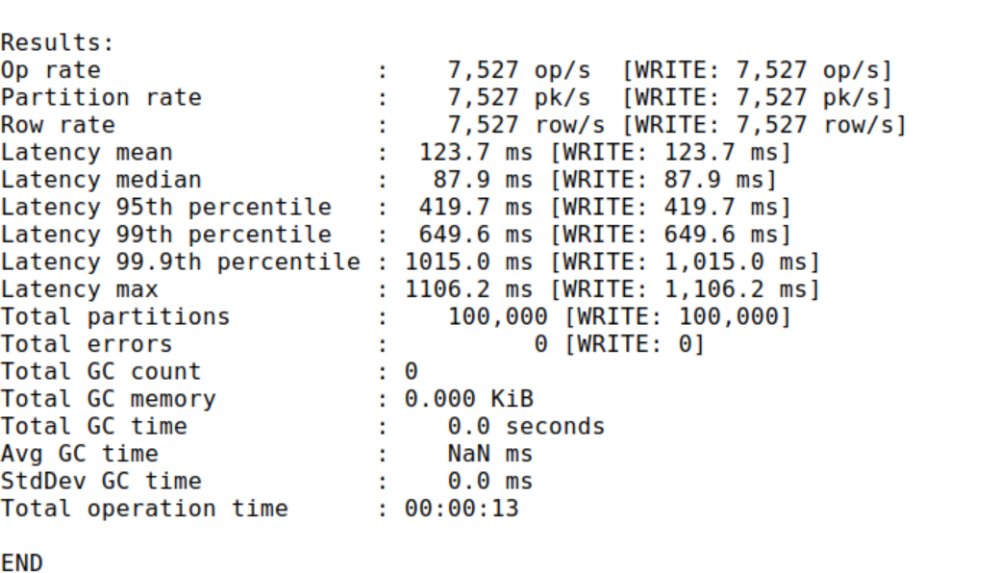 Results:
Op rate                   :    7,527 op/s  [WRITE: 7,527 op/s]
Partition rate            :    7,527 pk/s  [WRITE: 7,527 pk/s]
Row rate                  :    7,527 row/s [WRITE: 7,527 row/s]
Latency mean              :  123.7 ms [WRITE: 123.7 ms]
Latency median            :   87.9 ms [WRITE: 87.9 ms]
Latency 95th percentile   :  419.7 ms [WRITE: 419.7 ms]
Latency 99th percentile   :  649.6 ms [WRITE: 649.6 ms]
Latency 99.9th percentile : 1015.0 ms [WRITE: 1,015.0 ms]
Latency max               : 1106.2 ms [WRITE: 1,106.2 ms]
Total partitions          :    100,000 [WRITE: 100,000]
Total errors              :          0 [WRITE: 0]
Total GC count            : 0
Total GC memory           : 0.000 KiB
Total GC time             :    0.0 seconds
Avg GC time               :    NaN ms
StdDev GC time            :    0.0 ms
Total operation time      : 00:00:13

END